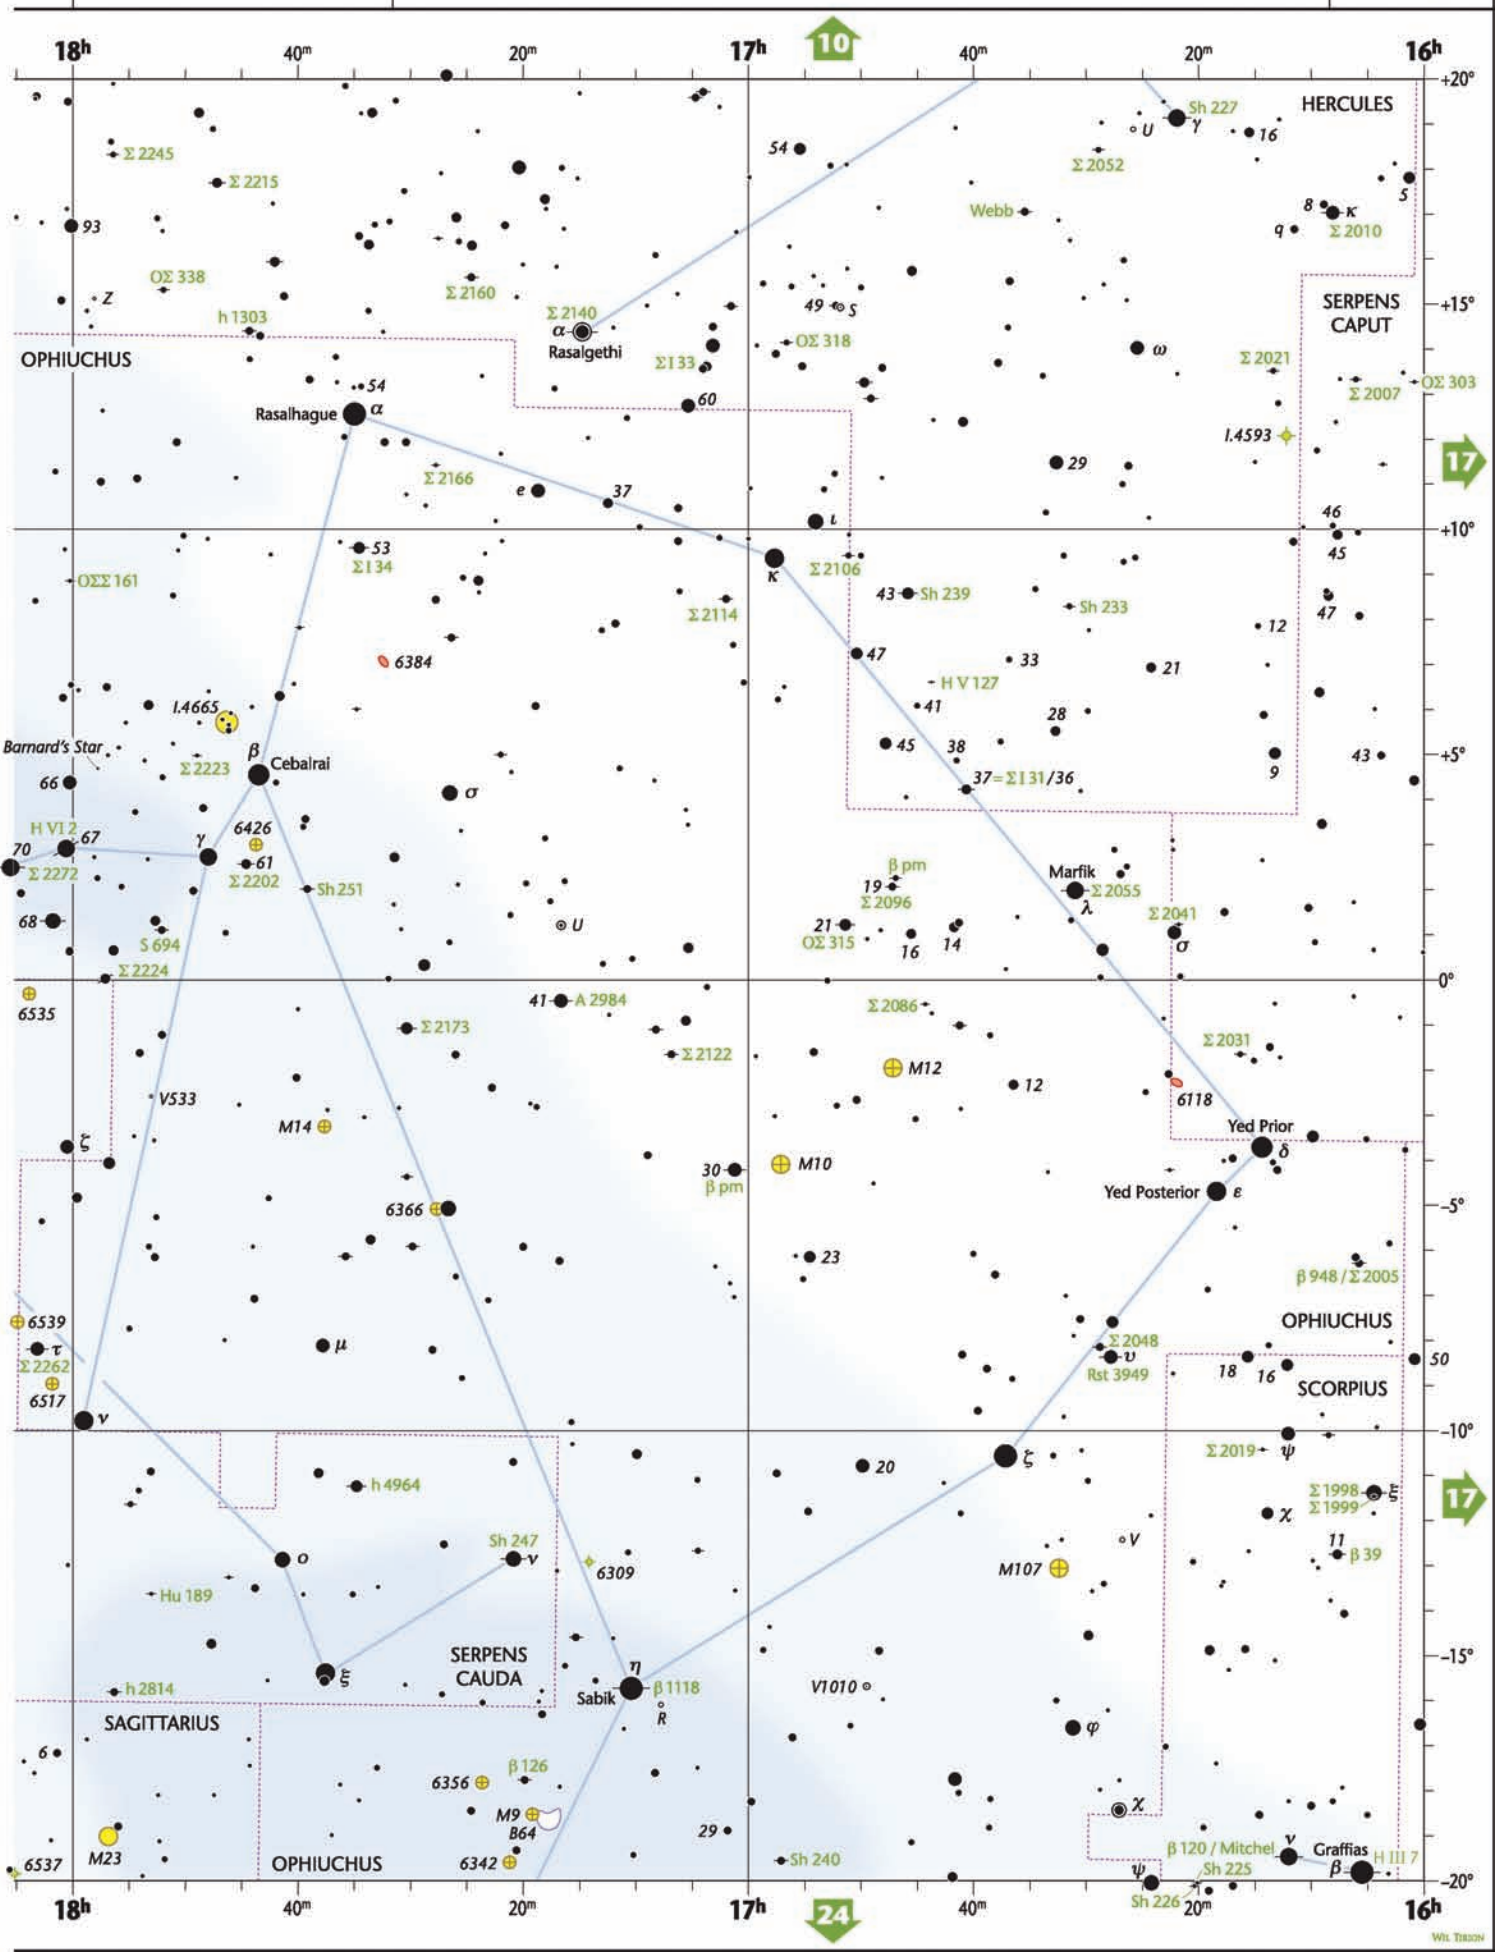 10
18h 40m 20m 17h 40m 20m 16h
+20°
HERCULES
Sh 227
γ
U
16
54
Σ 2245
Σ 2052
Σ 2215
5
Webb
8 κ
93
q
Σ 2010
ΟΣ 338
Σ 2160
Z
SERPENS
CAPUT
+15°
h 1303
Σ 2140
49 S
α
Rasalgethi
ΟΣ 318
ω
OPHIUCHUS
Σ I 33
Σ 2021
54
ΟΣ 303
Σ 2007
60
Rasalhague α
I.4593
17
29
Σ 2166
e
37
46
ι
+10°
53
45
Σ I 34
κ
Σ 2106
ΟΣΣ 161
43 Sh 239
Sh 233
47
Σ 2114
12
47
6384
33
21
H V 127
I.4665
41
28
Barnard's Star
β
Cebalrai
45
38
+5°
Σ 2223
43
9
66
37 = Σ I 31/36
σ
H VI 2
67
6426
γ
70
61
Σ 2272
Σ 2202
Sh 251
β pm
Marfik
Σ 2055
19
λ
Σ 2096
Σ 2041
68
21
U
σ
S 694
ΟΣ 315
16
14
Σ 2224
0°
6535
41 A 2984
Σ 2086
Σ 2173
Σ 2031
Σ 2122
M12
12
V533
6118
M14
Yed Prior
ζ
δ
30
M10
β pm
Yed Posterior ε
6366
-5°
23
β 948 / Σ 2005
6539
OPHIUCHUS
τ
μ
Σ 2048
Σ 2262
υ
50
Rst 3949
18
16
6517
SCORPIUS
ν
-10°
Σ 2019
ψ
20
ζ
h 4964
Σ 1998 ξ
Σ 1999
17
χ
Sh 247
V
11
ο
ν
β 39
6309
M107
Hu 189
SERPENS
CAUDA
-15°
η
ξ
Sabik
β 1118
V1010
h 2814
R
SAGITTARIUS
φ
6
β 126
6356
χ
M9
B64
29
M23
ν
β 120 / Mitchel
Graffias
H III 7
6537
OPHIUCHUS
6342
Sh 240
β
ψ
Sh 225
-20°
Sh 226
18h 40m 20m 17h 40m 20m 16h
24
WIL TIRION